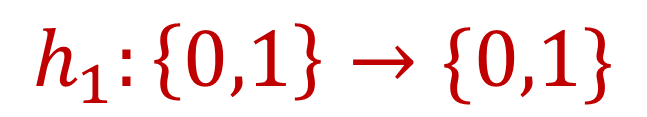 h₁:{0,1} → {0,1}